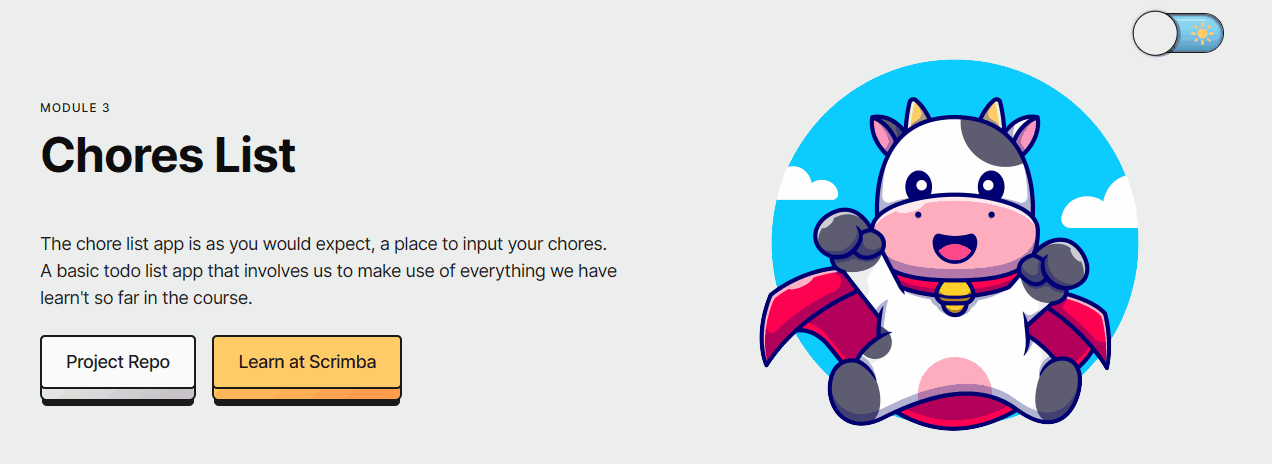 MODULE 3
Chores List
The chore list app is as you would expect, a place to input your chores.
A basic todo list app that involves us to make use of everything we have
learn't so far in the course.
Project Repo
Learn at Scrimba